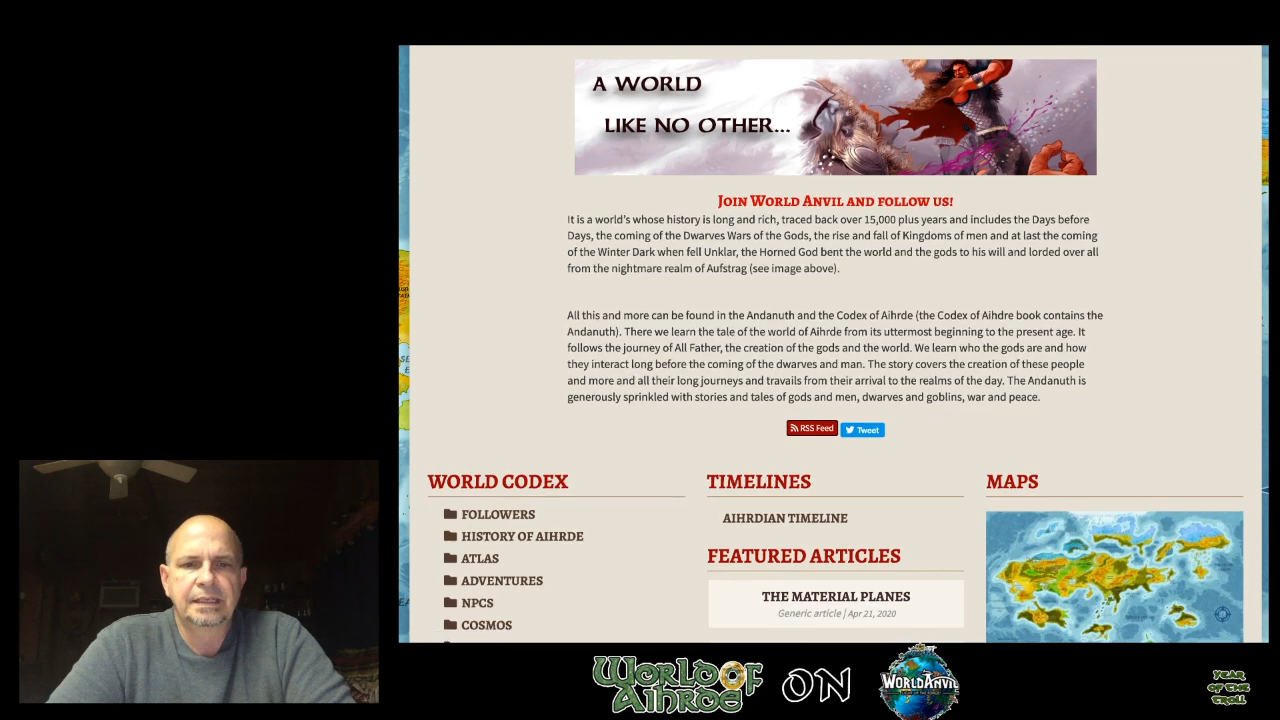 A WORLD
LIKE NO OTHER...
JOIN WORLD ANVIL AND FOLLOW US!
It is a world's whose history is long and rich, traced back over 15,000 plus years and includes the Days before
Days, the coming of the Dwarves Wars of the Gods, the rise and fall of Kingdoms of men and at last the coming
of the Winter Dark when fell Unklar, the Horned God bent the world and the gods to his will and lorded over all
from the nightmare realm of Aufstrag (see image above).
All this and more can be found in the Andanuth and the Codex of Aihrde (the Codex of Aihdre book contains the
Andanuth). There we learn the tale of the world of Aihrde from its uttermost beginning to the present age. It
follows the journey of All Father, the creation of the gods and the world. We learn who the gods are and how
they interact long before the coming of the dwarves and man. The story covers the creation of these people
and more and all their long journeys and travails from their arrival to the realms of the day. The Andanuth is
generously sprinkled with stories and tales of gods and men, dwarves and goblins, war and peace.
RSS Feed
Tweet
WORLD CODEX
FOLLOWERS
HISTORY OF AIHRDE
ATLAS
ADVENTURES
NPCS
COSMOS
TIMELINES
AIHRDIAN TIMELINE
FEATURED ARTICLES
THE MATERIAL PLANES
Generic article | Apr 21, 2020
MAPS
WORLD OF
AIHRDE
ON
WORLDANVIL
YEAR
OF THE
TROLL